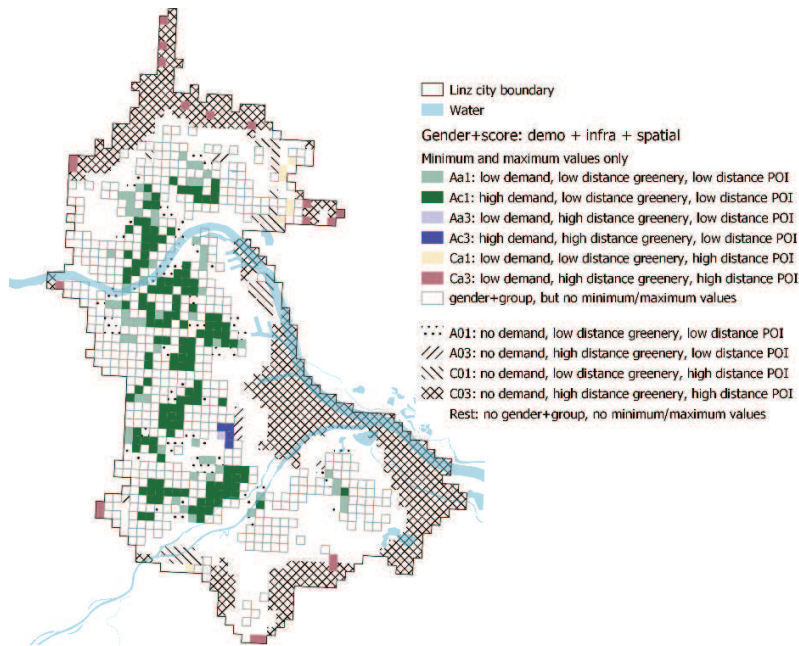 Linz city boundary
Water
Gender+score: demo + infra + spatial
Minimum and maximum values only
Aa1: low demand, low distance greenery, low distance POI
Ac1: high demand, low distance greenery, low distance POI
Aa3: low demand, high distance greenery, low distance POI
Ac3: high demand, high distance greenery, low distance POI
Ca1: low demand, low distance greenery, high distance POI
Ca3: low demand, high distance greenery, high distance POI
gender+group, but no minimum/maximum values
A01: no demand, low distance greenery, low distance POI
A03: no demand, high distance greenery, low distance POI
C01: no demand, low distance greenery, high distance POI
C03: no demand, high distance greenery, high distance POI
Rest: no gender+group, no minimum/maximum values